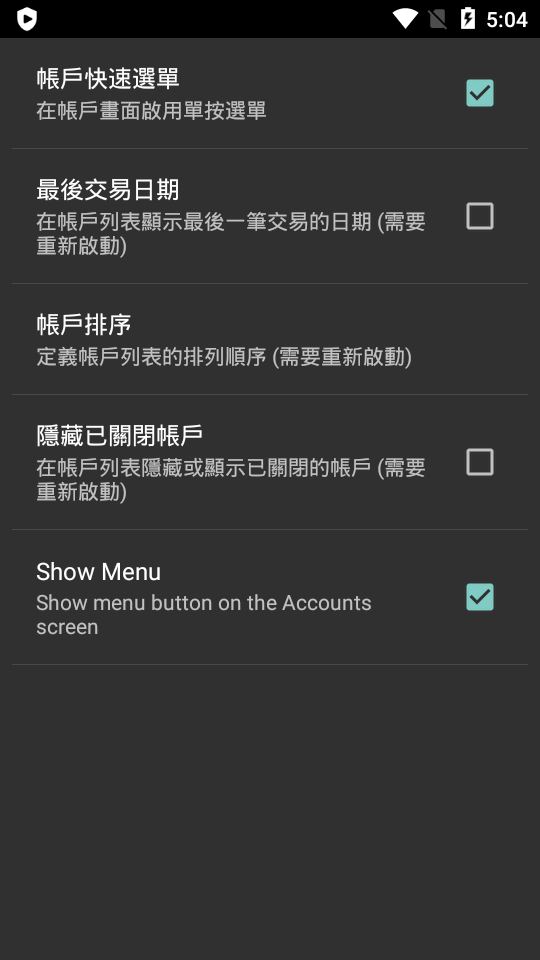 5:04
帳戶快速選單
在帳戶畫面啟用單按選單
最後交易日期
在帳戶列表顯示最後一筆交易的日期 (需要
重新啟動)
帳戶排序
定義帳戶列表的排列順序 (需要重新啟動)
隱藏已關閉帳戶
在帳戶列表隱藏或顯示已關閉的帳戶 (需要
重新啟動)
Show Menu
Show menu button on the Accounts
screen